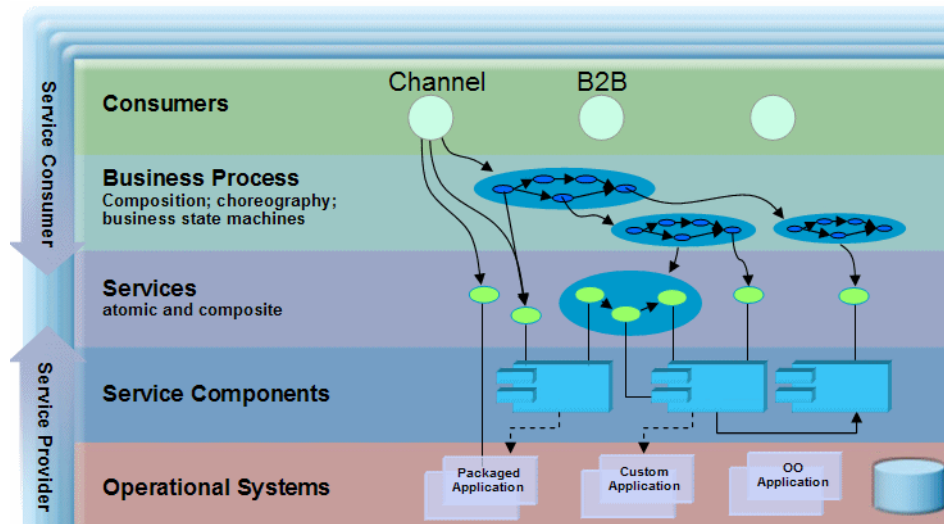 Channel
B2B
Consumers
Service Consumer
Business Process
Composition; choreography;
business state machines
Services
atomic and composite
Service Components
Service Provider
Operational Systems
Packaged
Application
Custom
Application
OO
Application